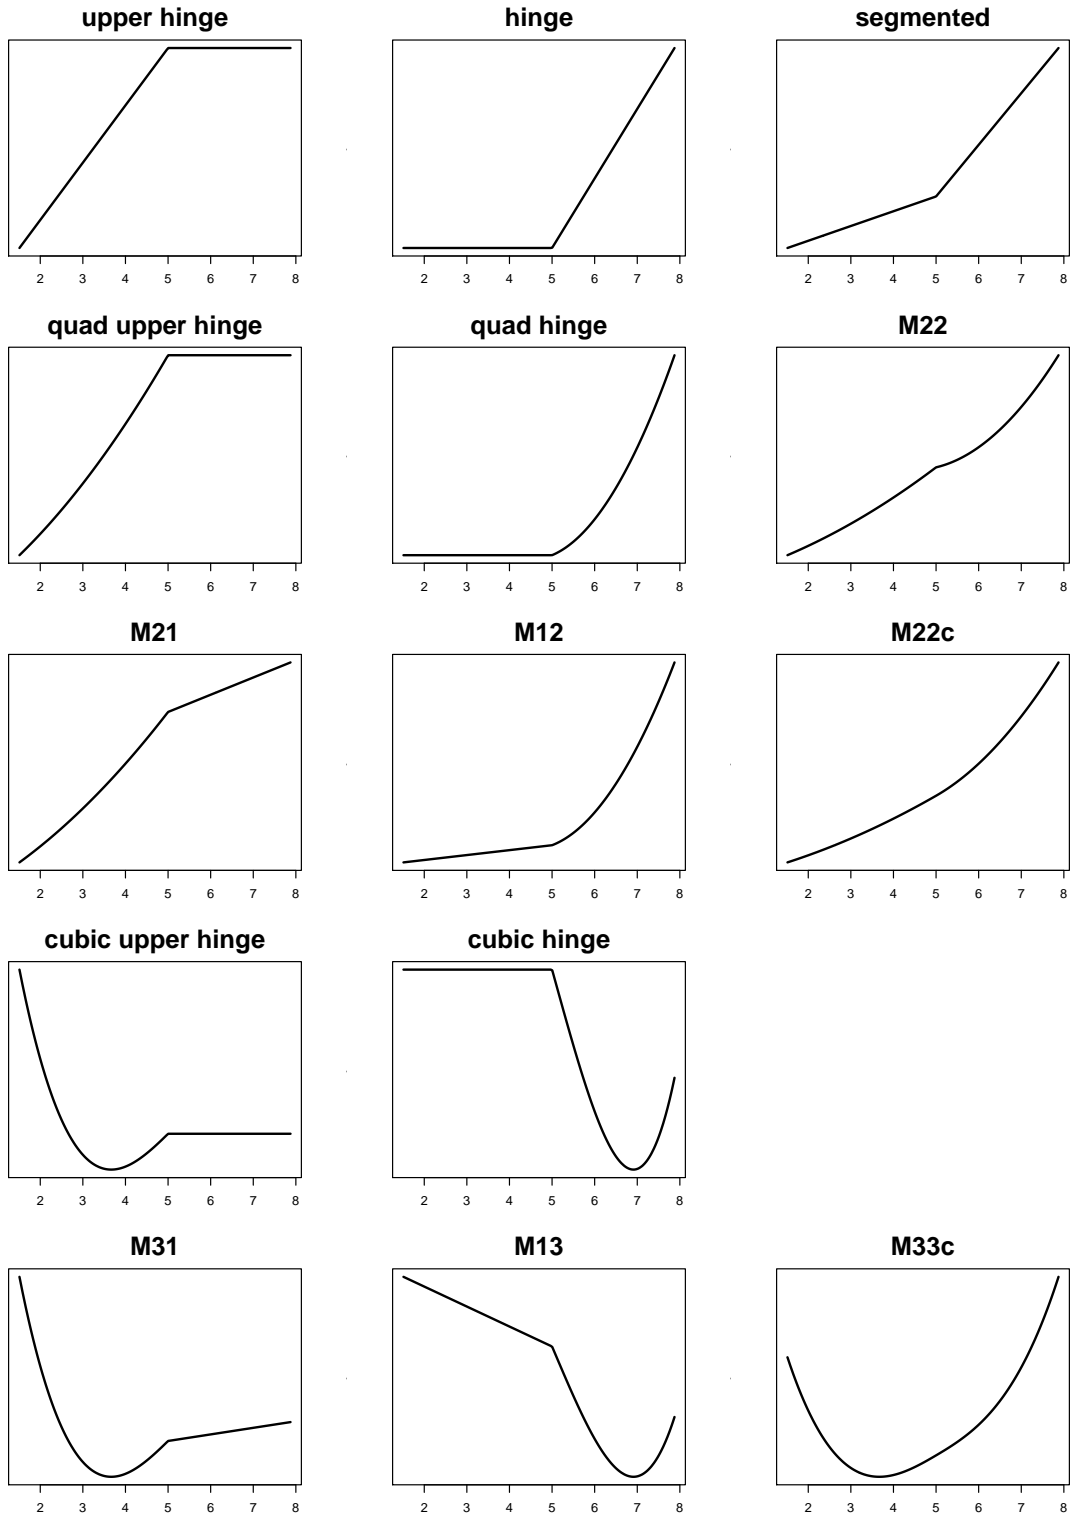 upper hinge hinge segmented
2 3 4 5 6 7 8 2 3 4 5 6 7 8 2 3 4 5 6 7 8
quad upper hinge quad hinge M22
2 3 4 5 6 7 8 2 3 4 5 6 7 8 2 3 4 5 6 7 8
M21 M12 M22c
2 3 4 5 6 7 8 2 3 4 5 6 7 8 2 3 4 5 6 7 8
cubic upper hinge cubic hinge
2 3 4 5 6 7 8 2 3 4 5 6 7 8
M31 M13 M33c
2 3 4 5 6 7 8 2 3 4 5 6 7 8 2 3 4 5 6 7 8